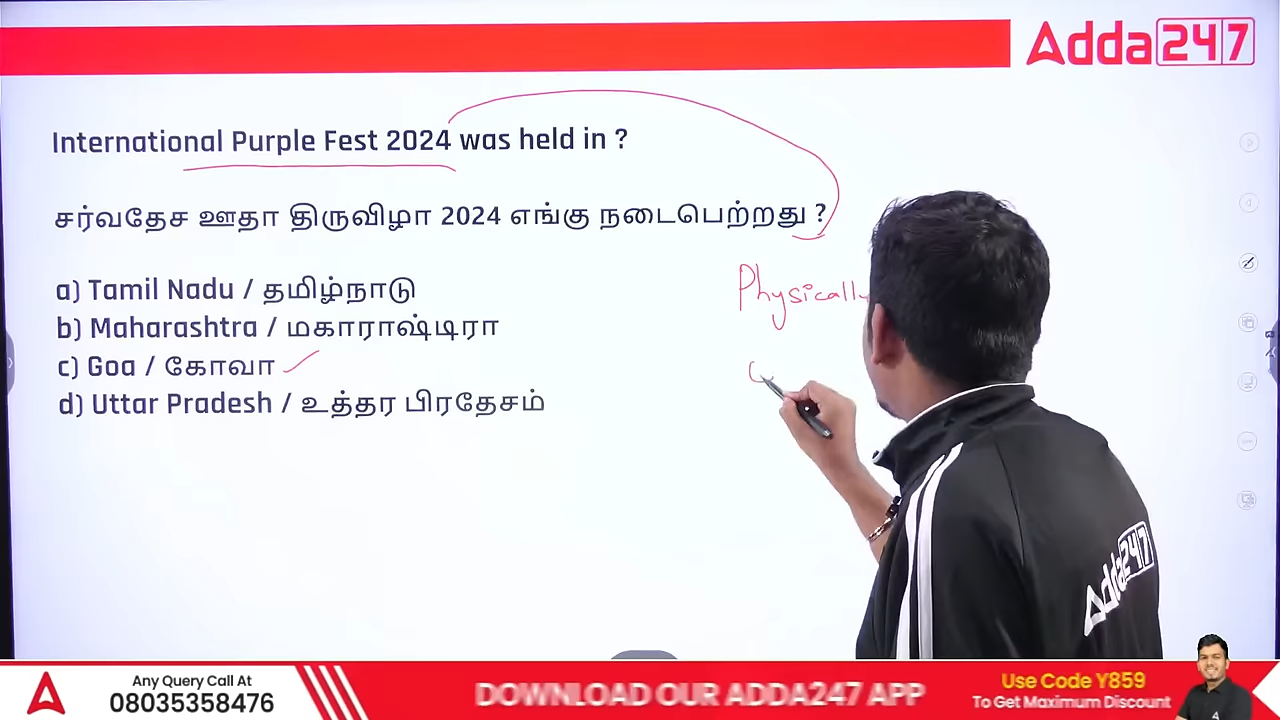 Adda247
International Purple Fest 2024 was held in ?
சர்வதேச ஊதா திருவிழா 2024 எங்கு நடைபெற்றது ?
a) Tamil Nadu / தமிழ்நாடு
b) Maharashtra / மகாராஷ்டிரா
c) Goa / கோவா
d) Uttar Pradesh / உத்தர பிரதேசம்
Physically
Adda247
Any Query Call At
08035358476
DOWNLOAD OUR ADDA247 APP
Use Code Y859
To Get Maximum Discount